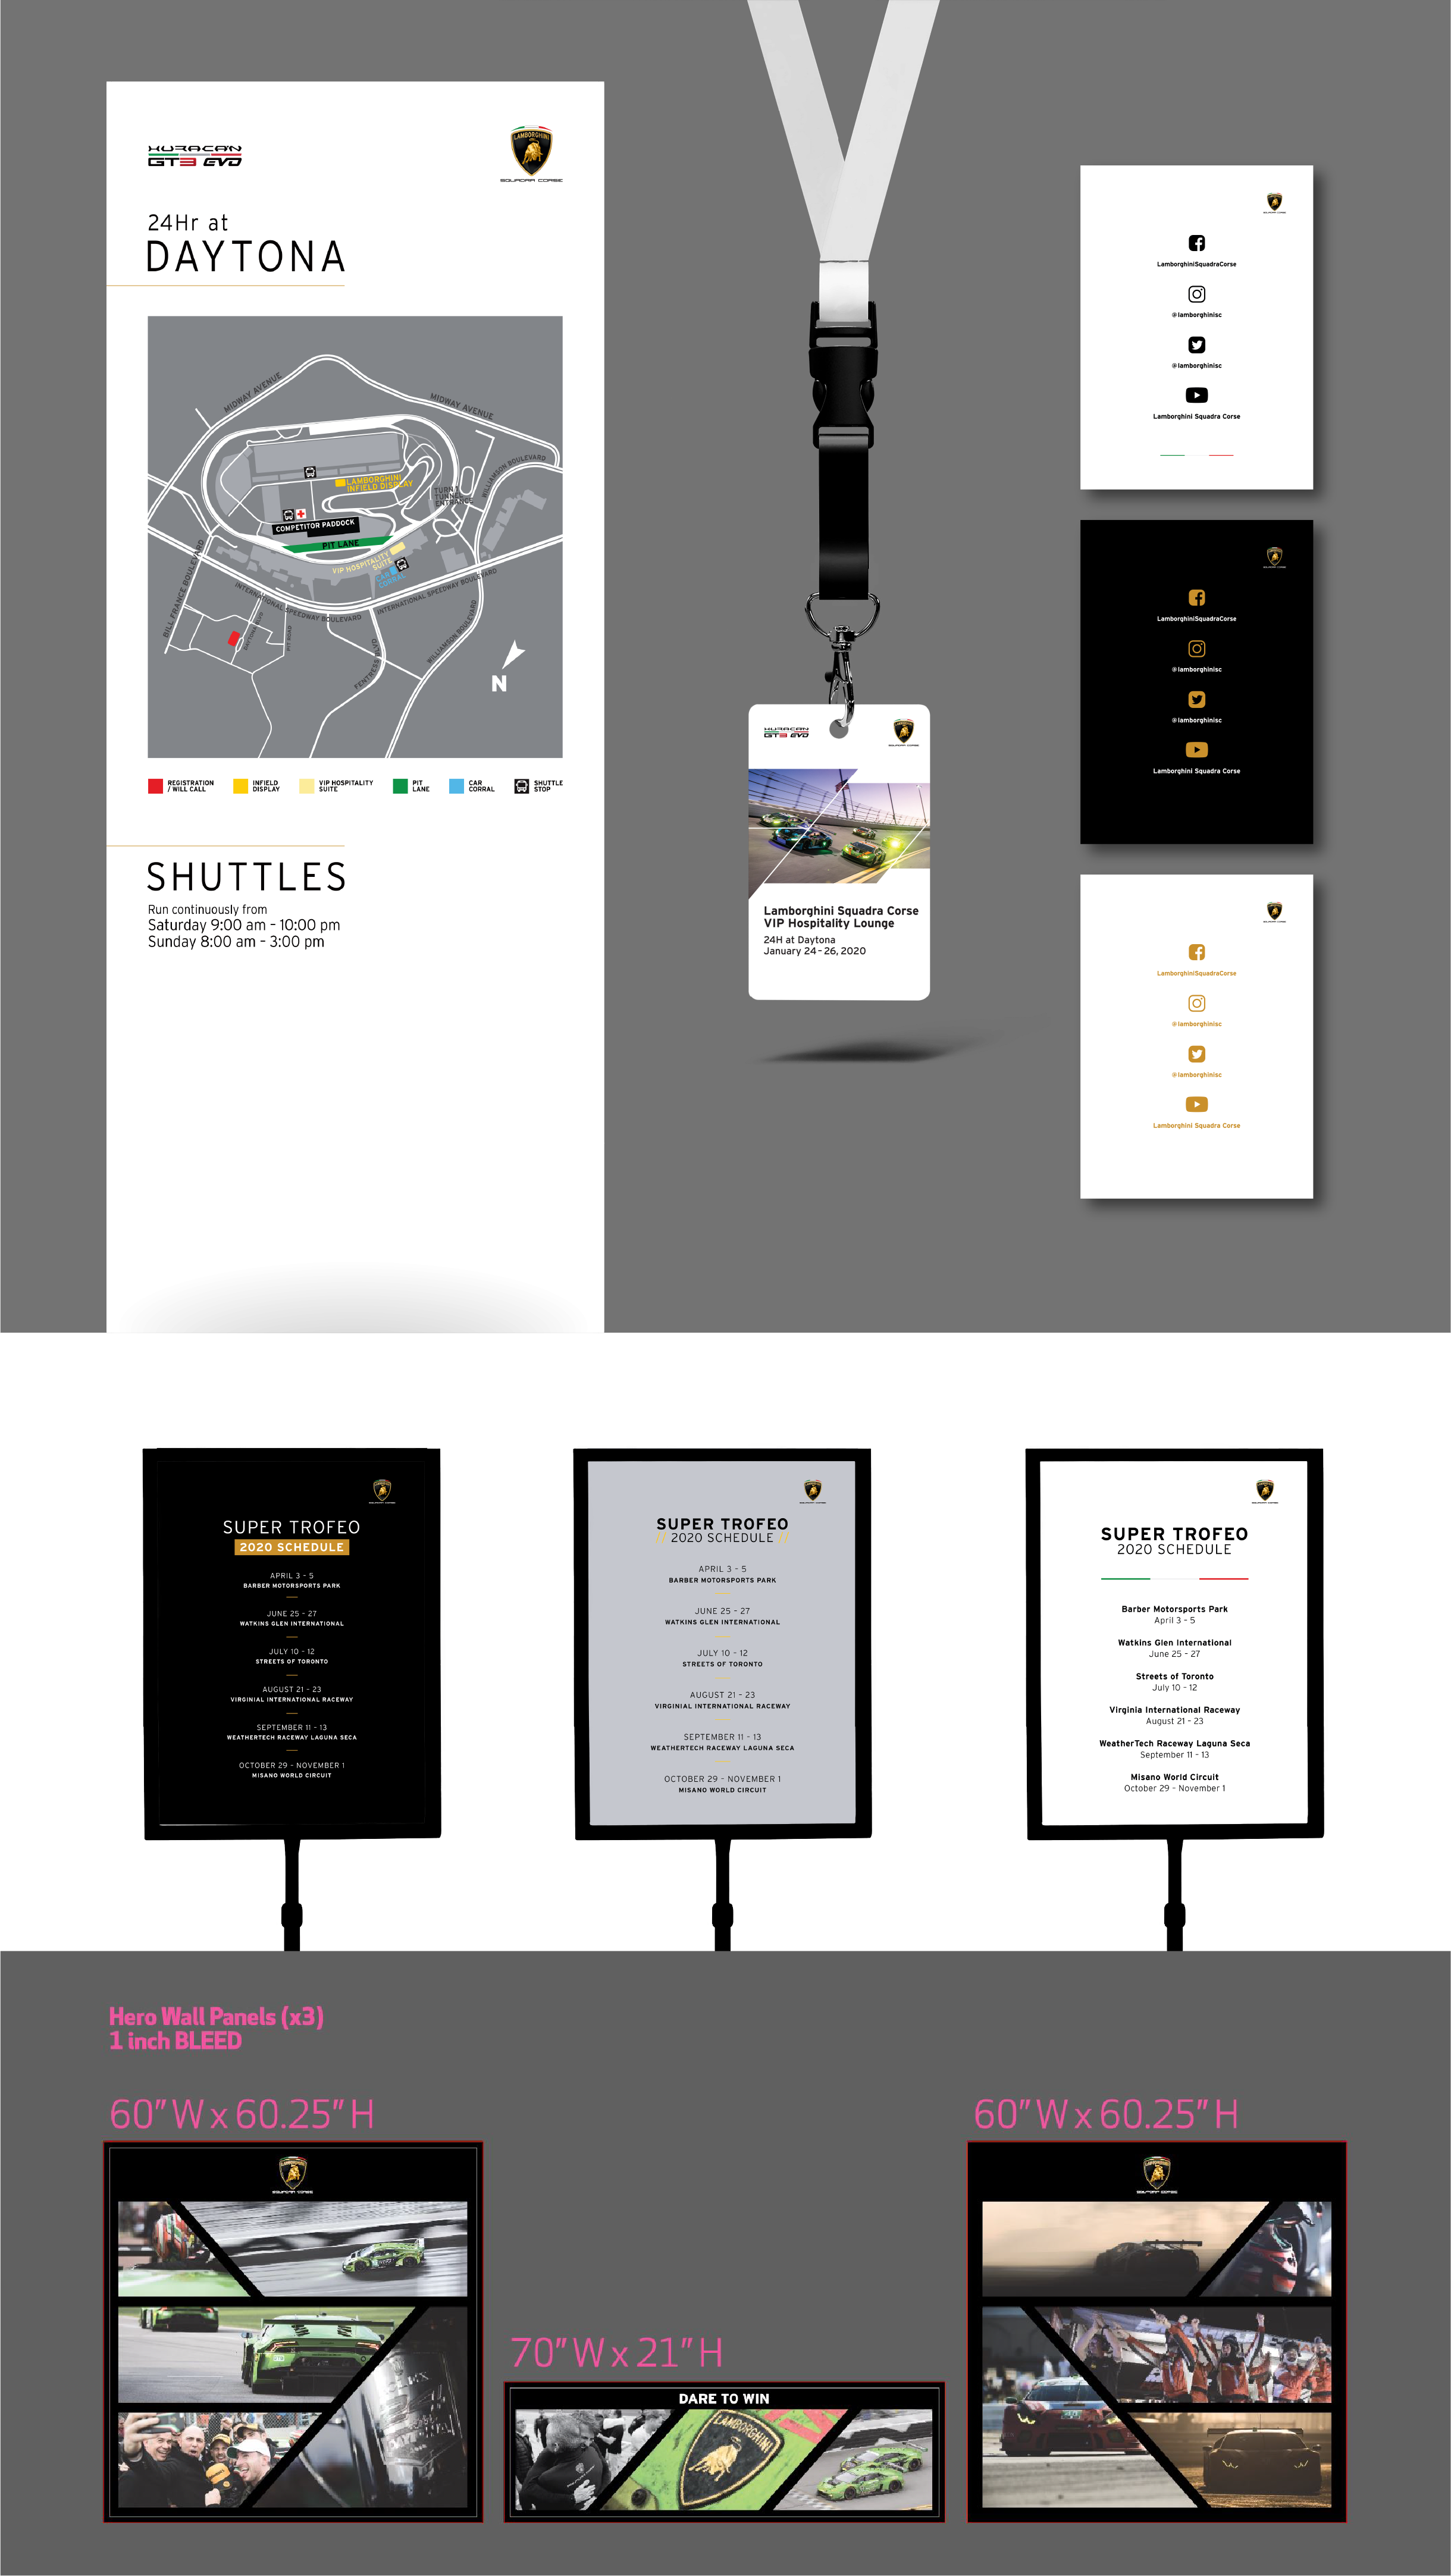 HURACAN
GT3 EVO
LAMBORGHINI
SQUADRA CORSE
24Hr at
DAYTONA
MIDWAY AVENUE
MIDWAY AVENUE
WILLIAMSON BOULEVARD
LAMBORGHINI
INFIELD DISPLAY
TURN 1
TUNNEL
ENTRANCE
COMPETITOR PADDOCK
PIT LANE
VIP HOSPITALITY
SUITE
CAR
CORRAL
BILL FRANCE BOULEVARD
INTERNATIONAL SPEEDWAY BOULEVARD
INTERNATIONAL SPEEDWAY BOULEVARD
WILLIAMSON BOULEVARD
N
REGISTRATION
/ WILL CALL
INFIELD
DISPLAY
VIP HOSPITALITY
SUITE
PIT
LANE
CAR
CORRAL
SHUTTLE
STOP
SHUTTLES
Run continuously from
Saturday 9:00 am – 10:00 pm
Sunday 8:00 am – 3:00 pm
HURACAN
GT3 EVO
SQUADRA CORSE
Lamborghini Squadra Corse
VIP Hospitality Lounge
24H at Daytona
January 24 – 26, 2020
LamborghiniSquadraCorse
@lamborghinisc
@lamborghinisc
Lamborghini Squadra Corse
LamborghiniSquadraCorse
@lamborghinisc
@lamborghinisc
Lamborghini Squadra Corse
LamborghiniSquadraCorse
@lamborghinisc
@lamborghinisc
Lamborghini Squadra Corse
SUPER TROFEO
2020 SCHEDULE
APRIL 3 – 5
BARBER MOTORSPORTS PARK
JUNE 25 – 27
WATKINS GLEN INTERNATIONAL
JULY 10 – 12
STREETS OF TORONTO
AUGUST 21 – 23
VIRGINIAL INTERNATIONAL RACEWAY
SEPTEMBER 11 – 13
WEATHERTECH RACEWAY LAGUNA SECA
OCTOBER 29 – NOVEMBER 1
MISANO WORLD CIRCUIT
SUPER TROFEO
// 2020 SCHEDULE //
APRIL 3 – 5
BARBER MOTORSPORTS PARK
JUNE 25 – 27
WATKINS GLEN INTERNATIONAL
JULY 10 – 12
STREETS OF TORONTO
AUGUST 21 – 23
VIRGINIAL INTERNATIONAL RACEWAY
SEPTEMBER 11 – 13
WEATHERTECH RACEWAY LAGUNA SECA
OCTOBER 29 – NOVEMBER 1
MISANO WORLD CIRCUIT
SUPER TROFEO
2020 SCHEDULE
Barber Motorsports Park
April 3 – 5
Watkins Glen International
June 25 – 27
Streets of Toronto
July 10 – 12
Virginia International Raceway
August 21 – 23
WeatherTech Raceway Laguna Seca
September 11 – 13
Misano World Circuit
October 29 – November 1
Hero Wall Panels (x3)
1 inch BLEED
60” W x 60.25” H
60” W x 60.25” H
SQUADRA CORSE
SQUADRA CORSE
70” W x 21” H
DARE TO WIN
LAMBORGHINI